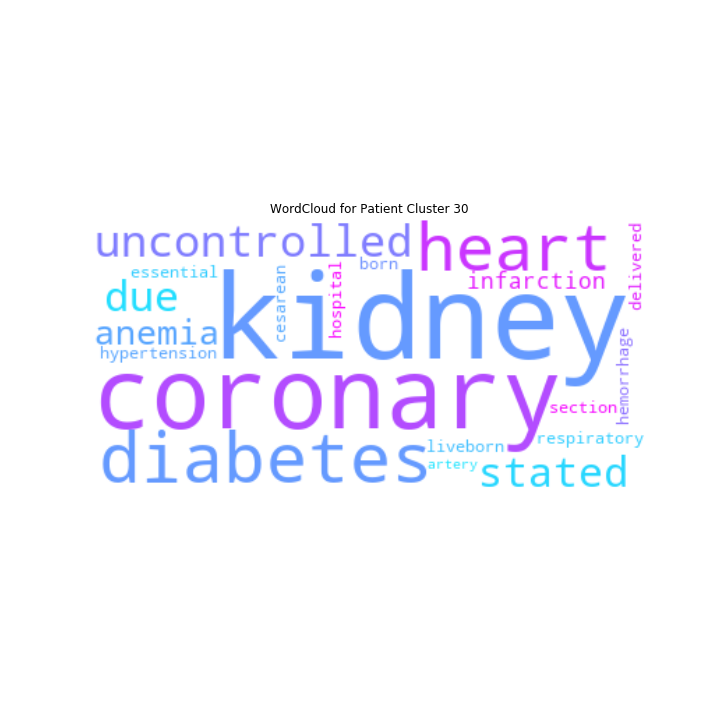 WordCloud for Patient Cluster 30
uncontrolled
heart
delivered
born
essential
cesarean
hospital
infarction
due
kidney
anemia
hypertension
hemorrhage
coronary
section
diabetes
liveborn
respiratory
artery
stated